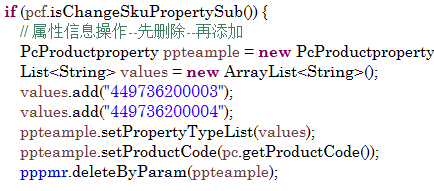 if (pcf.isChangeSkuPropertySub()) {
// 属性信息操作--先删除--再添加
PcProductproperty ppteample = new PcProductproperty
List<String> values = new ArrayList<String>();
values.add("449736200003");
values.add("449736200004");
ppteample.setPropertyTypeList(values);
ppteample.setProductCode(pc.getProductCode());
pppmr.deleteByParam(ppteample);